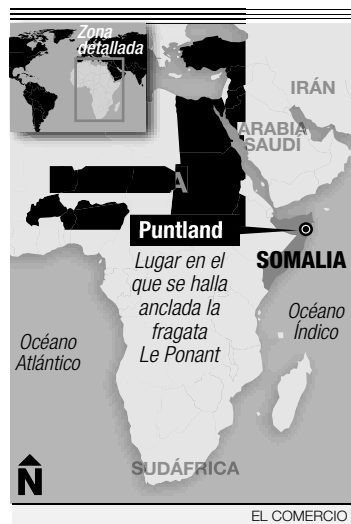 Zona
detallada
IRÁN
ARABIA
SAUDÍ
A
Puntland
SOMALIA
Lugar en el
que se halla
anclada la
fragata
Le Ponant
Océano
Índico
Océano
Atlántico
SUDÁFRICA
N
EL COMERCIO